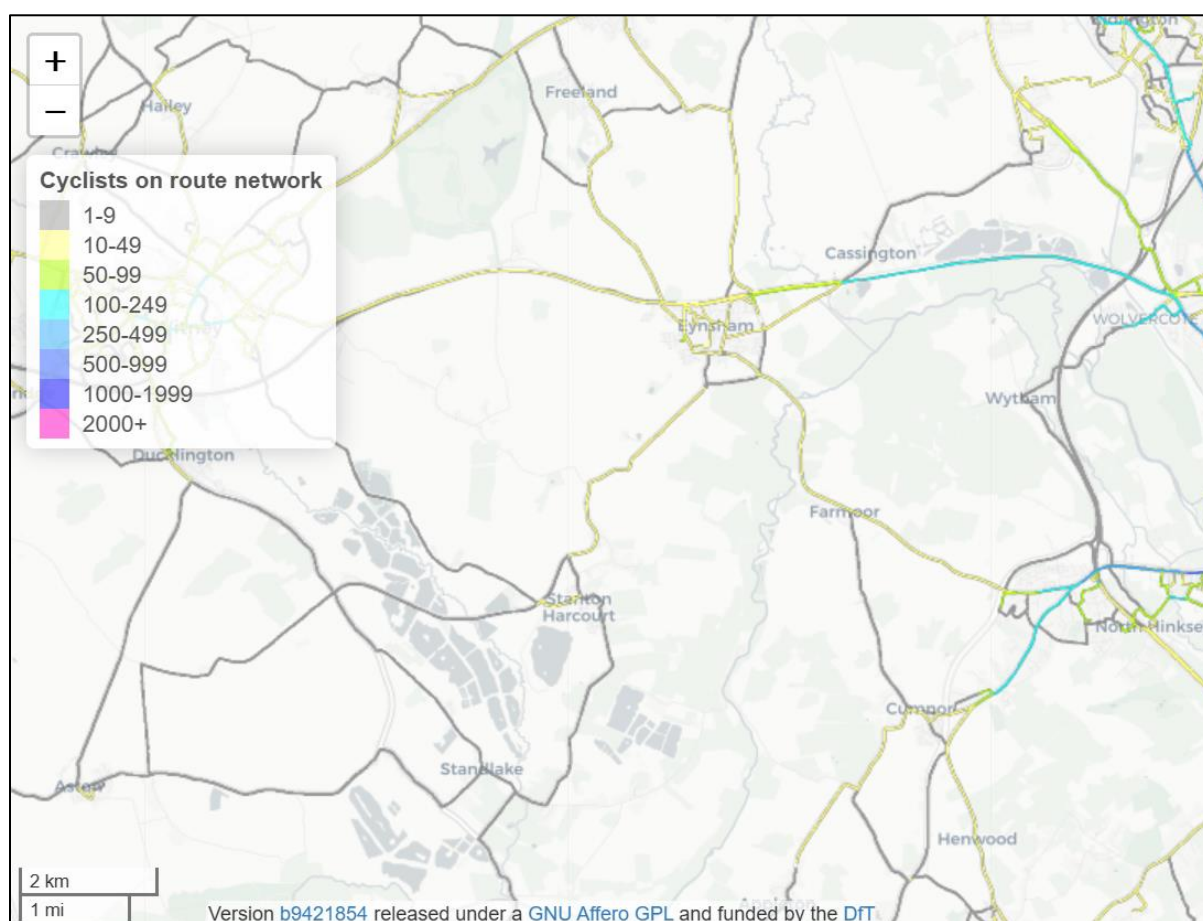 +
−
Hailey
Freeland
Cyclists on route network
1-9
10-49
50-99
100-249
250-499
500-999
1000-1999
2000+
Cassington
Eynsham
WOLVERCOTE
Wytham
Ducklington
Farmoor
Stanton
Harcourt
North Hinkse
Cumnor
Standlake
Aston
Henwood
2 km
1 mi
Version b9421854 released under a GNU Affero GPL and funded by the DfT